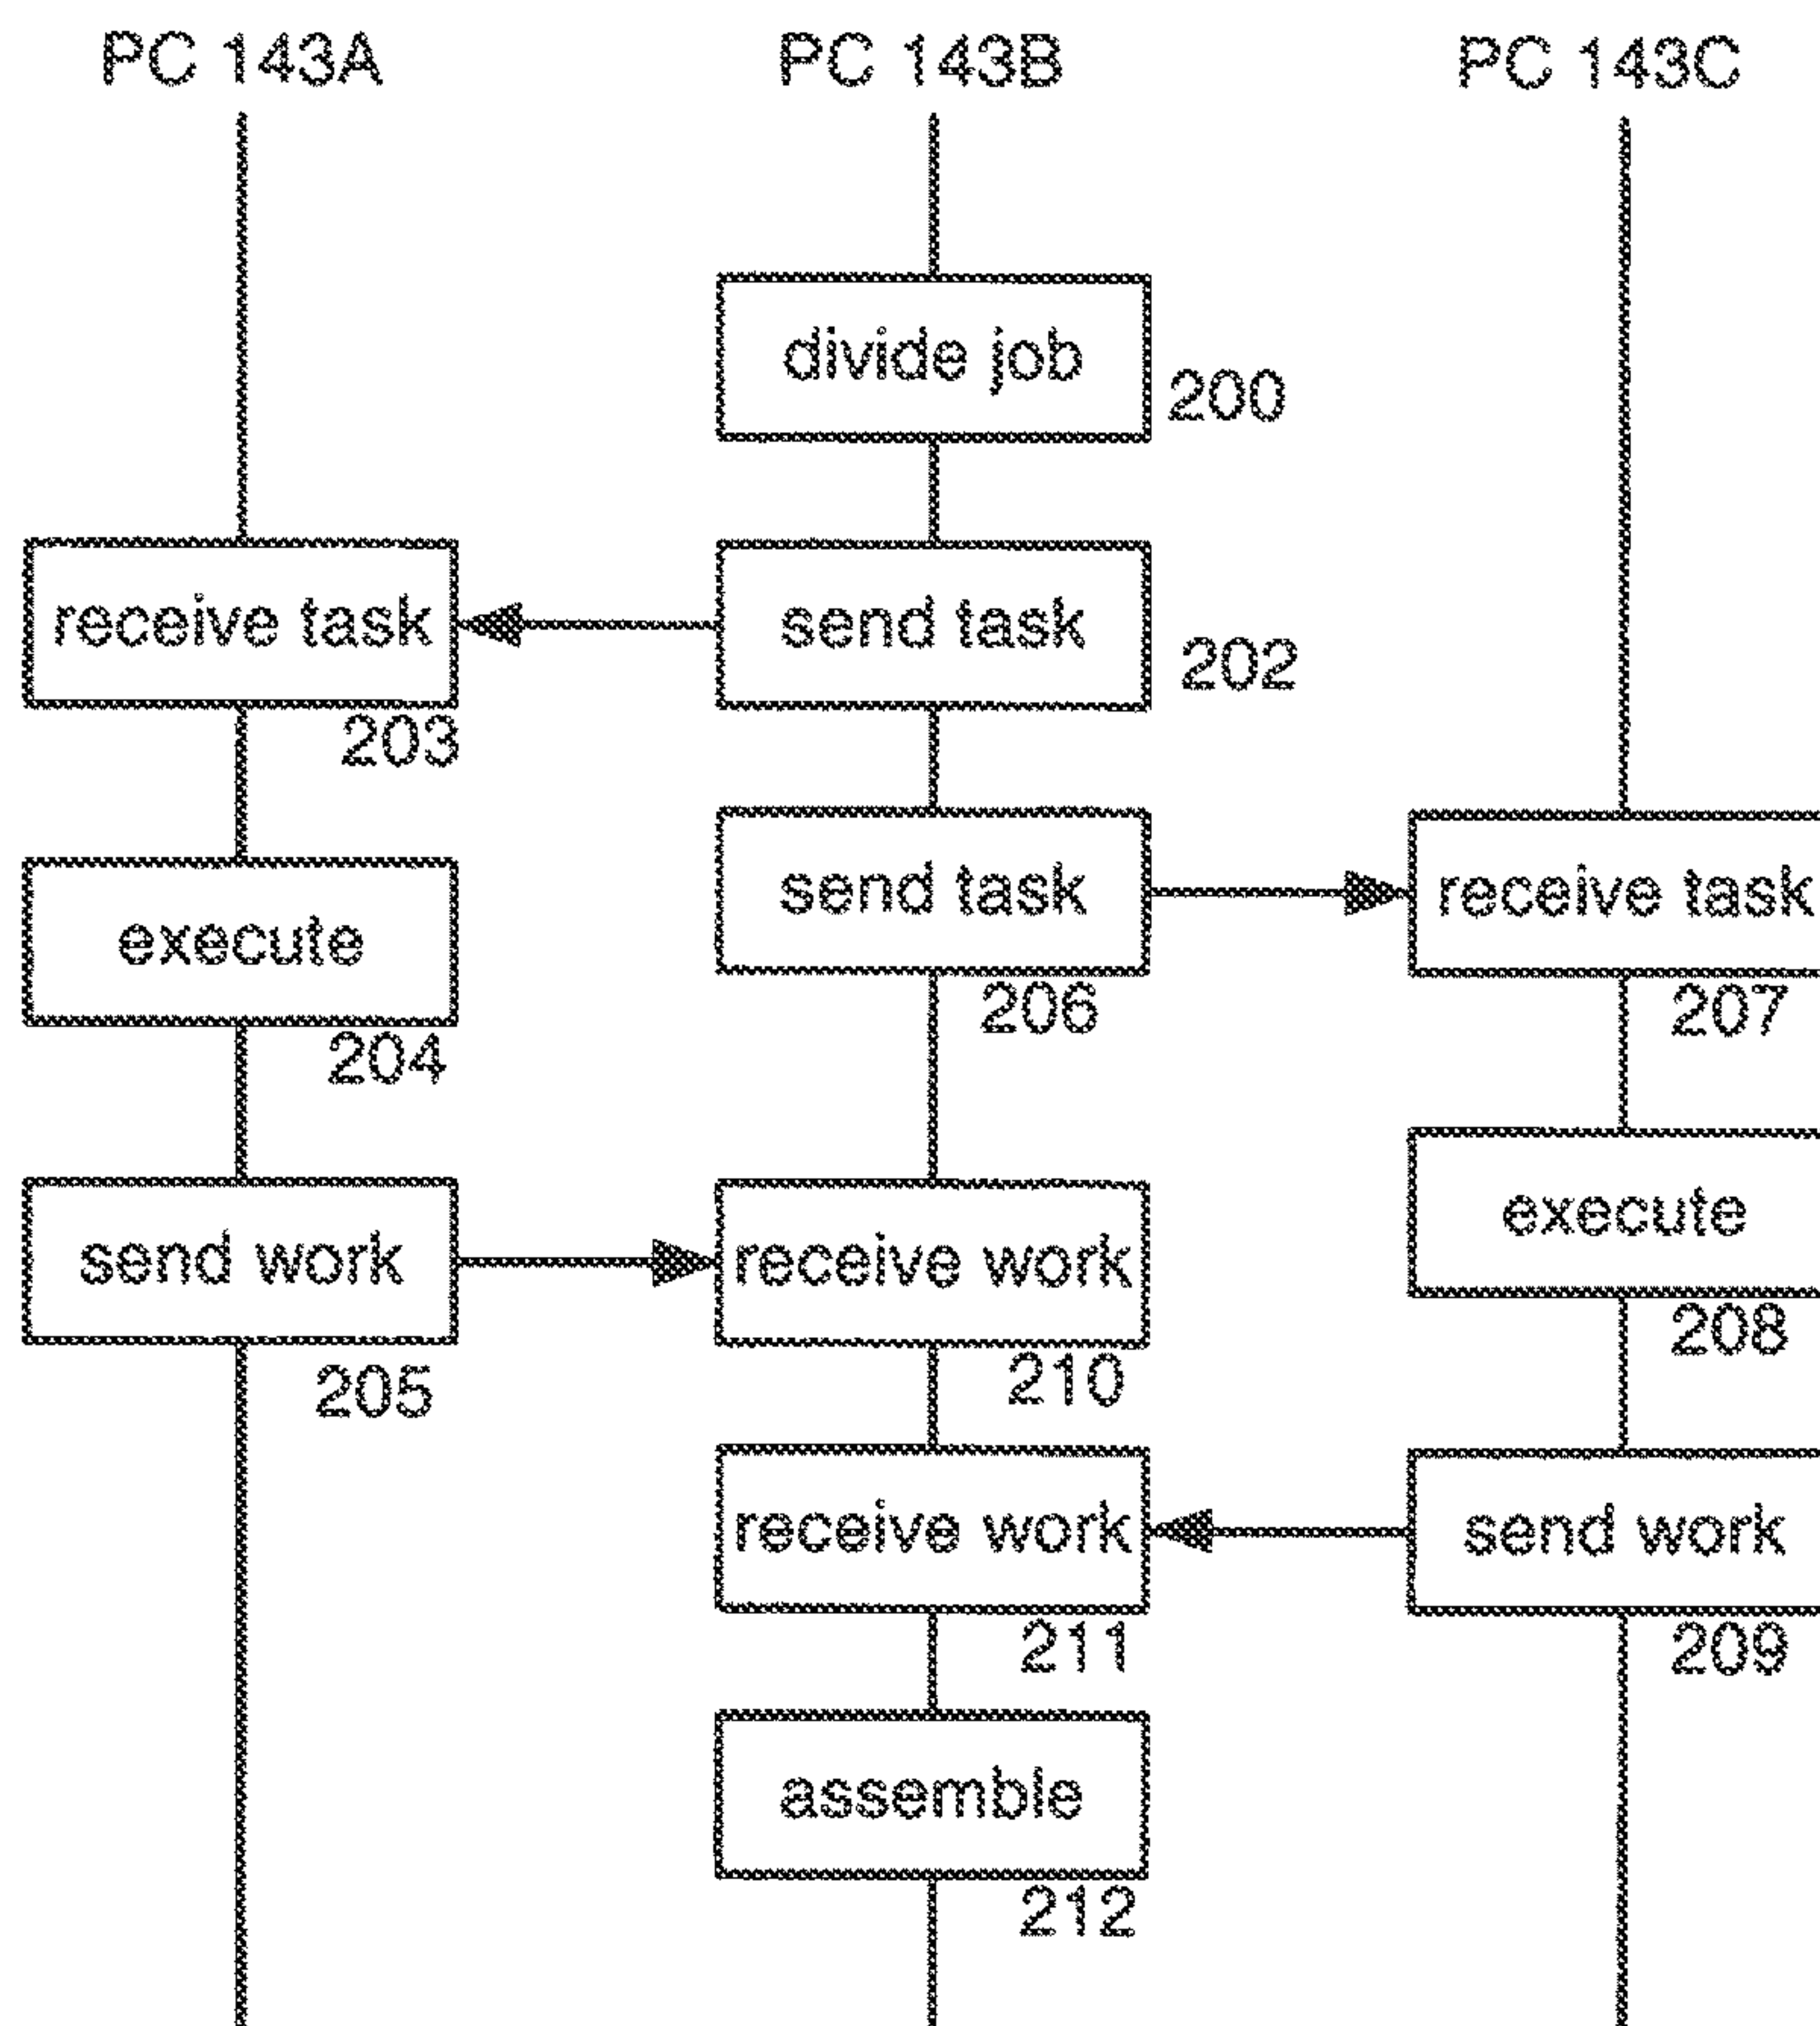 PC 143A
PC 143B
PC 143C
divide job
200
receive task
send task
202
203
send task
receive task
execute
206
207
204
execute
send work
receive work
208
205
210
receive work
send work
211
209
assemble
212